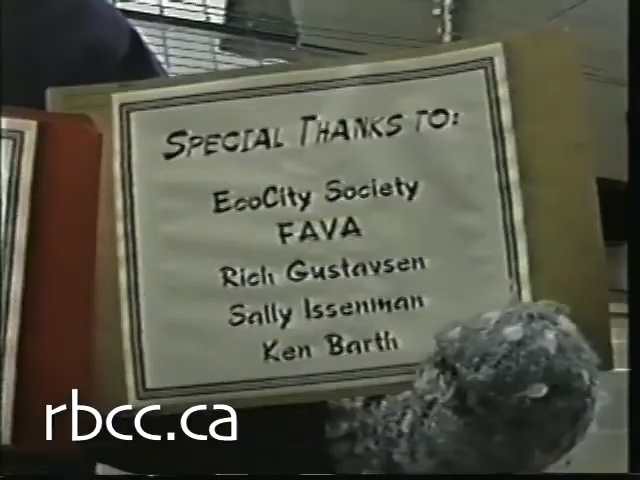 SPECIAL THANKS TO:
EcoCity Society
FAVA
Rich Gustavsen
Sally Issenman
Ken Barth
rbcc.ca